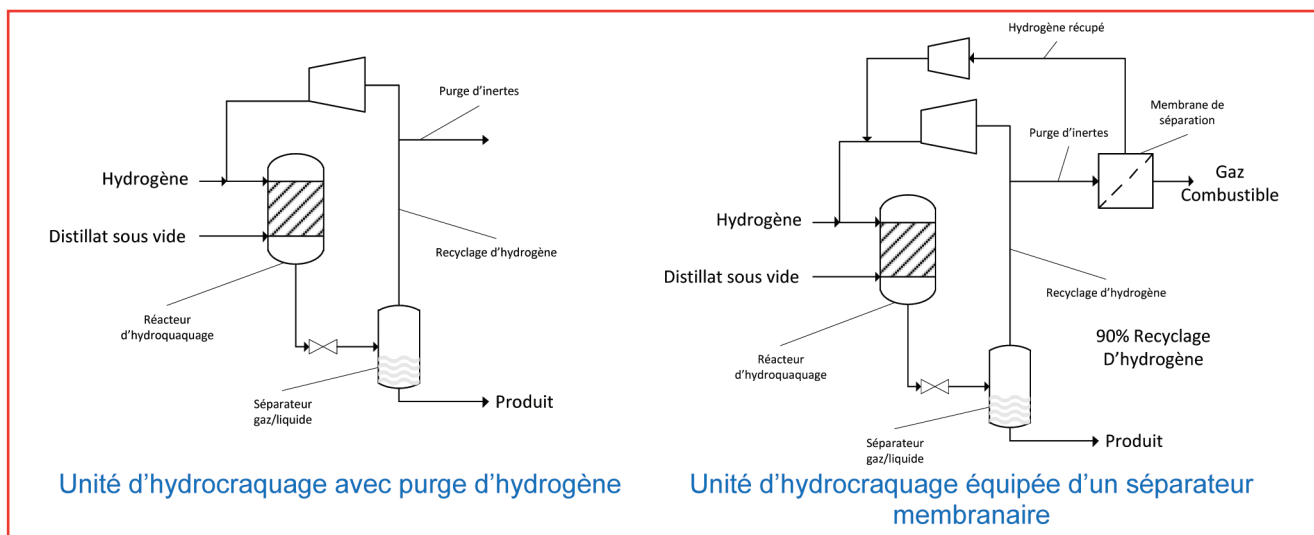 Purge d'inertes
Hydrogène
Distillat sous vide
Recyclage d'hydrogène
Réacteur
d'hydroquaquage
Séparateur
gaz/liquide
Produit
Unité d'hydrocraquage avec purge d'hydrogène
Hydrogène récupé
Membrane de
séparation
Purge d'inertes
Gaz
Combustible
Hydrogène
Distillat sous vide
Recyclage d'hydrogène
90% Recyclage
D'hydrogène
Réacteur
d'hydroquaquage
Séparateur
gaz/liquide
Produit
Unité d'hydrocraquage équipée d'un séparateur
membranaire